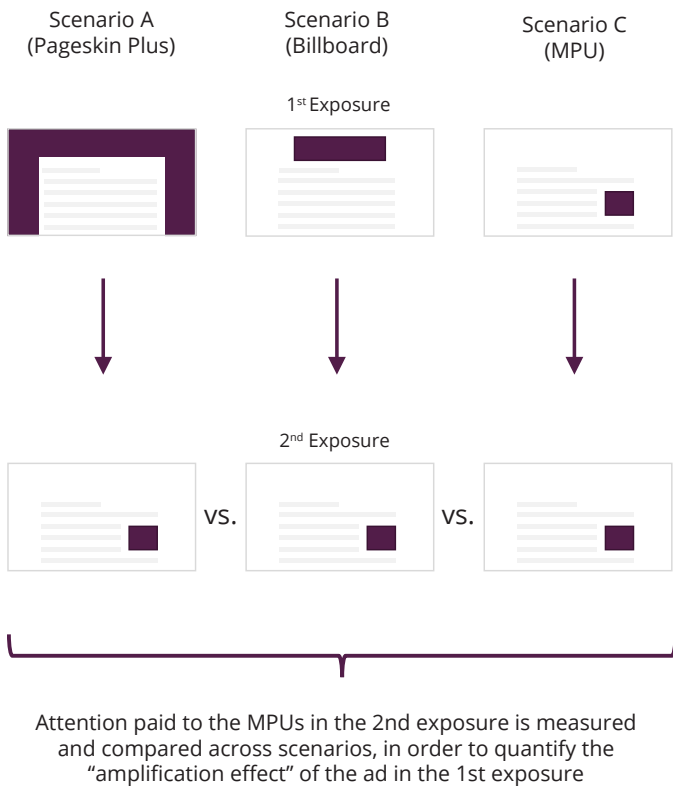 Scenario A
(Pageskin Plus)
Scenario B
(Billboard)
Scenario C
(MPU)
1st Exposure
2nd Exposure
vs.
vs.
Attention paid to the MPUs in the 2nd exposure is measured
and compared across scenarios, in order to quantify the
“amplification effect” of the ad in the 1st exposure